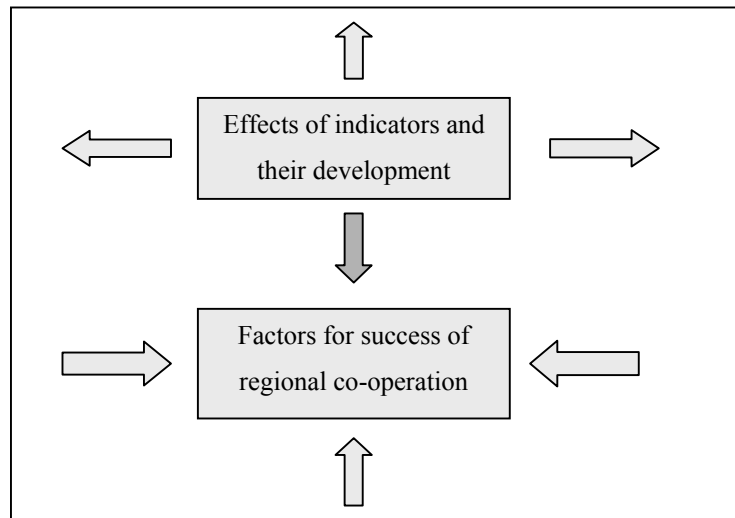 Effects of indicators and
their development
Factors for success of
regional co-operation